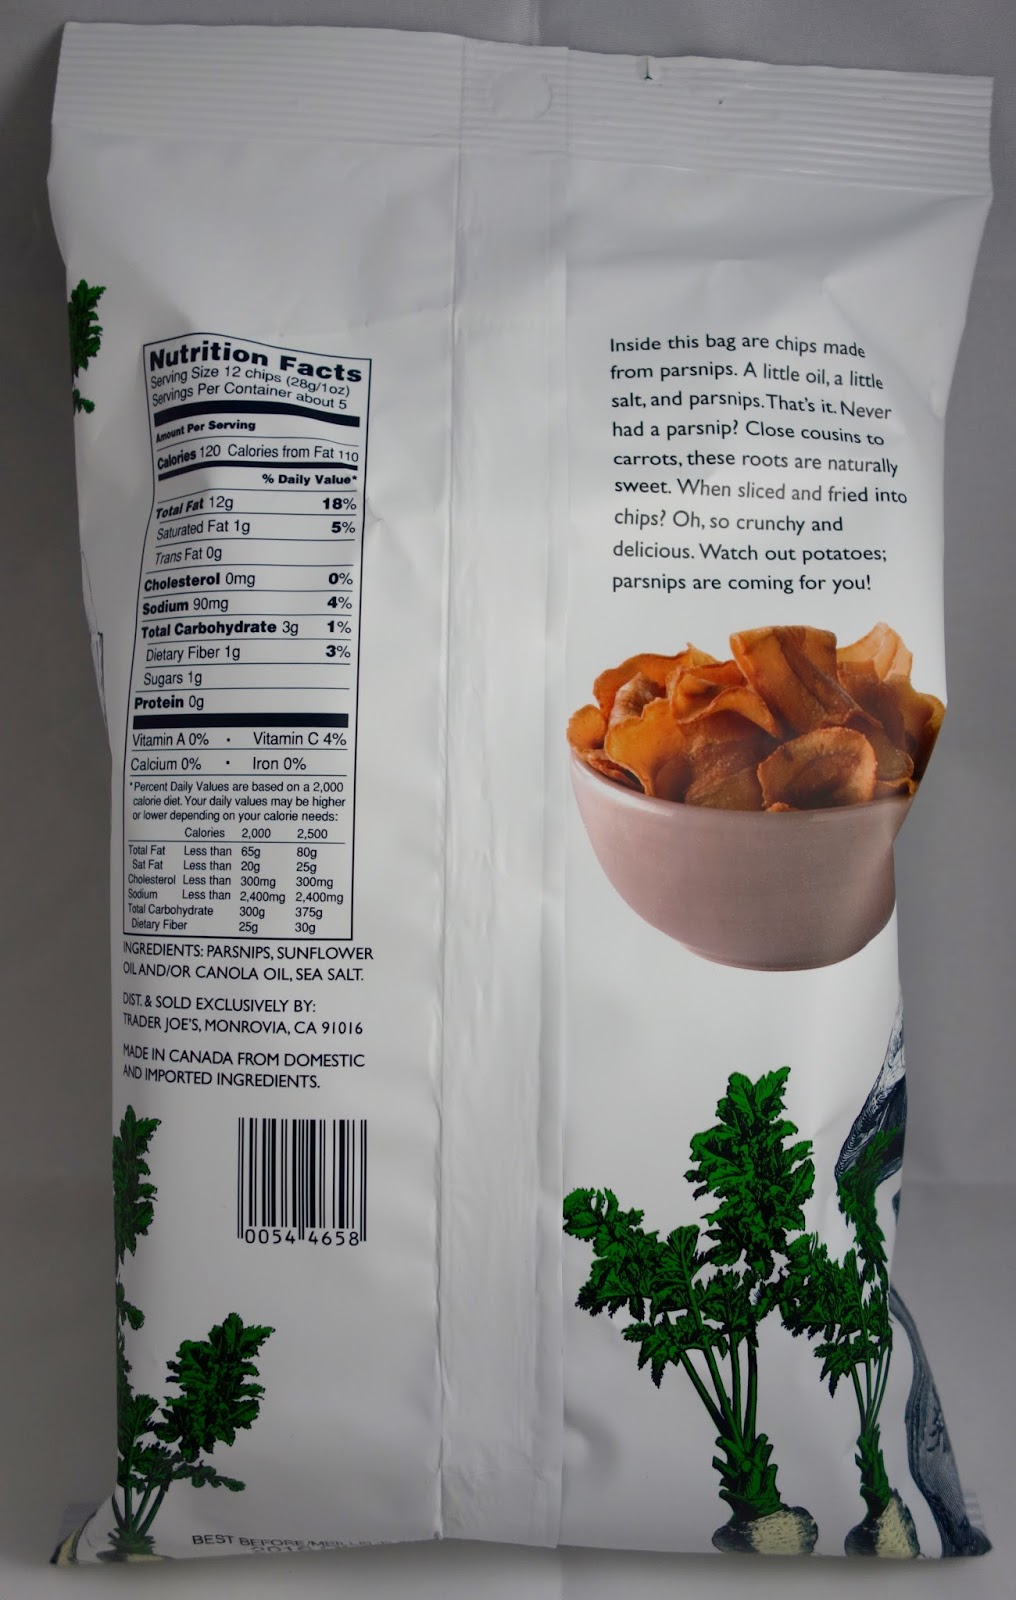 Nutrition Facts
Serving Size 12 chips (28g/1oz)
Servings Per Container about 5
Amount Per Serving
Calories 120 Calories from Fat 110
% Daily Value*
Total Fat 12g 18%
Saturated Fat 1g 5%
Trans Fat 0g
Cholesterol 0mg 0%
Sodium 90mg 4%
Total Carbohydrate 3g 1%
Dietary Fiber 1g 3%
Sugars 1g
Protein 0g
Vitamin A 0% • Vitamin C 4%
Calcium 0% • Iron 0%
*Percent Daily Values are based on a 2,000
calorie diet. Your daily values may be higher
or lower depending on your calorie needs:
Calories 2,000 2,500
Total Fat Less than 65g 80g
Sat Fat Less than 20g 25g
Cholesterol Less than 300mg 300mg
Sodium Less than 2,400mg 2,400mg
Total Carbohydrate 300g 375g
Dietary Fiber 25g 30g
INGREDIENTS: PARSNIPS, SUNFLOWER
OIL AND/OR CANOLA OIL, SEA SALT.
DIST. & SOLD EXCLUSIVELY BY:
TRADER JOE'S, MONROVIA, CA 91016
MADE IN CANADA FROM DOMESTIC
AND IMPORTED INGREDIENTS.
0054 4658
BEST BEFORE
Inside this bag are chips made
from parsnips. A little oil, a little
salt, and parsnips. That's it. Never
had a parsnip? Close cousins to
carrots, these roots are naturally
sweet. When sliced and fried into
chips? Oh, so crunchy and
delicious. Watch out potatoes;
parsnips are coming for you!